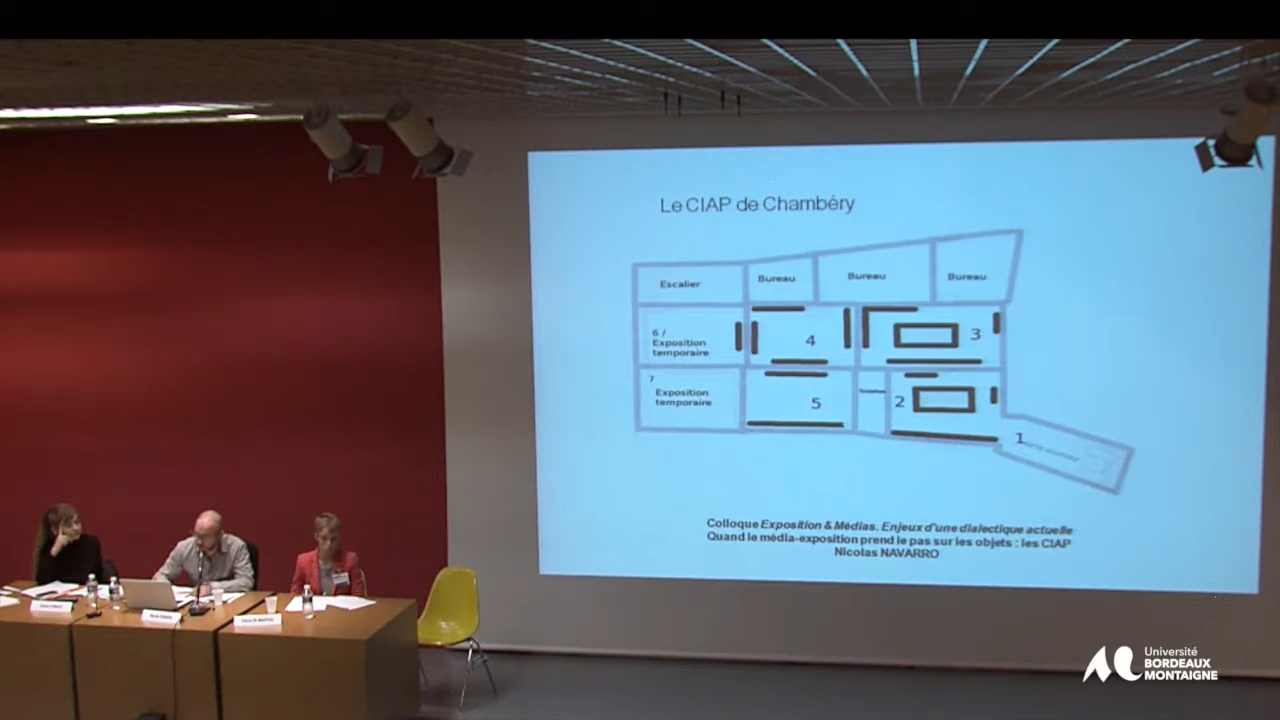 Le CIAP de Chambéry
Escalier
Bureau
Bureau
Bureau
6 /
Exposition
temporaire
4
3
7
Exposition
temporaire
5
2
1
Colloque Exposition & Médias. Enjeux d'une dialectique actuelle
Quand le média-exposition prend le pas sur les objets : les CIAP
Nicolas NAVARRO
Université
BORDEAUX
MONTAIGNE